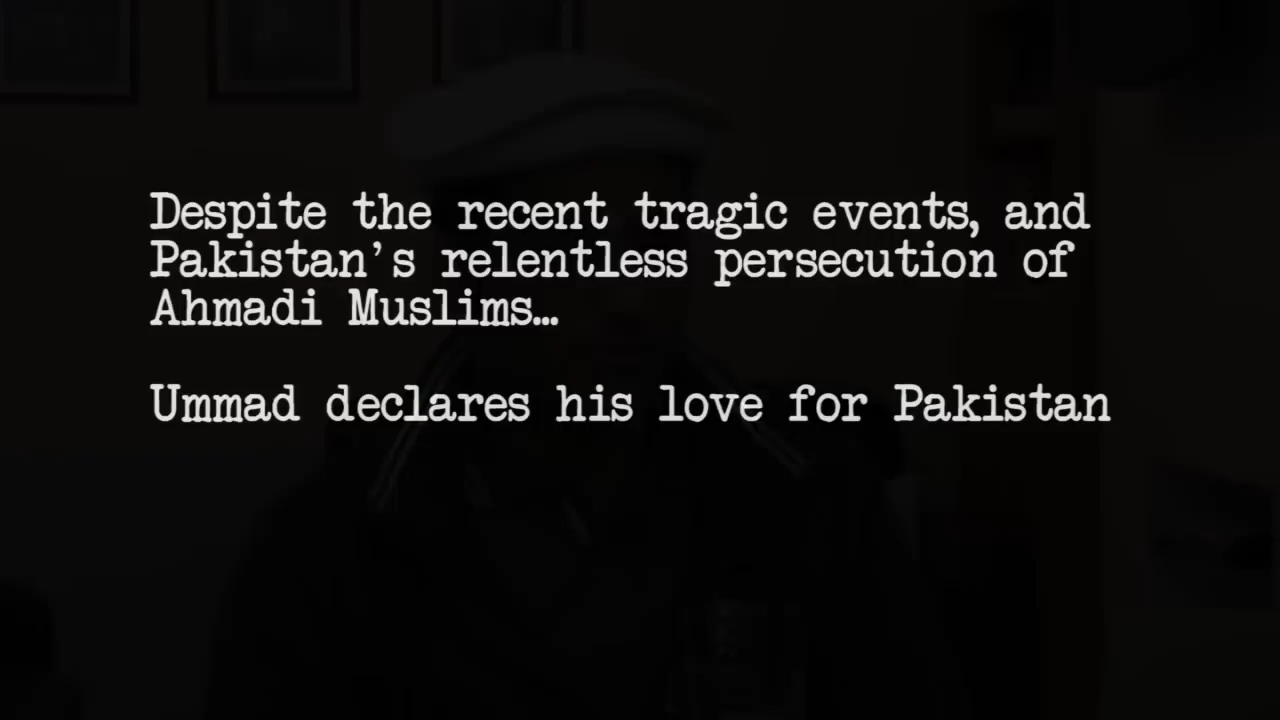 Despite the recent tragic events, and
Pakistan's relentless persecution of
Ahmadi Muslims…
Ummad declares his love for Pakistan